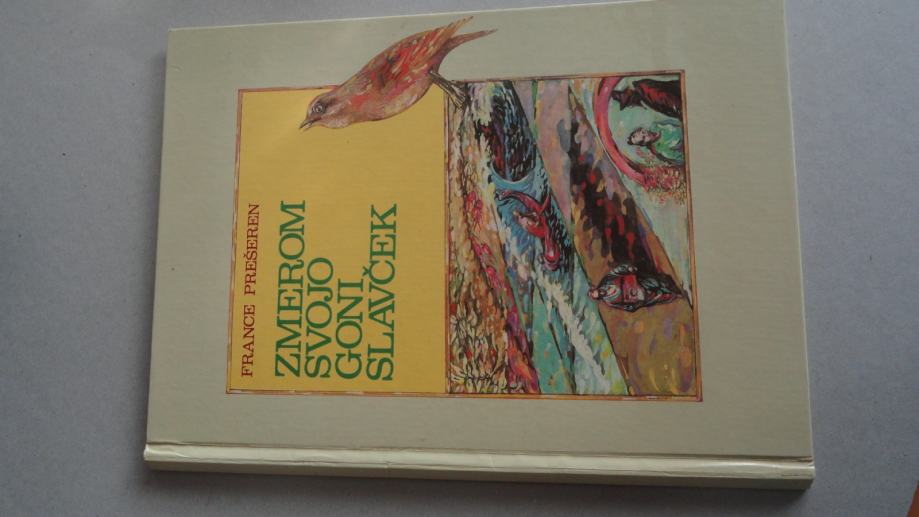 FRANCE PREŠEREN
ZMEROM
SVOJO
GONI
SLAVČEK